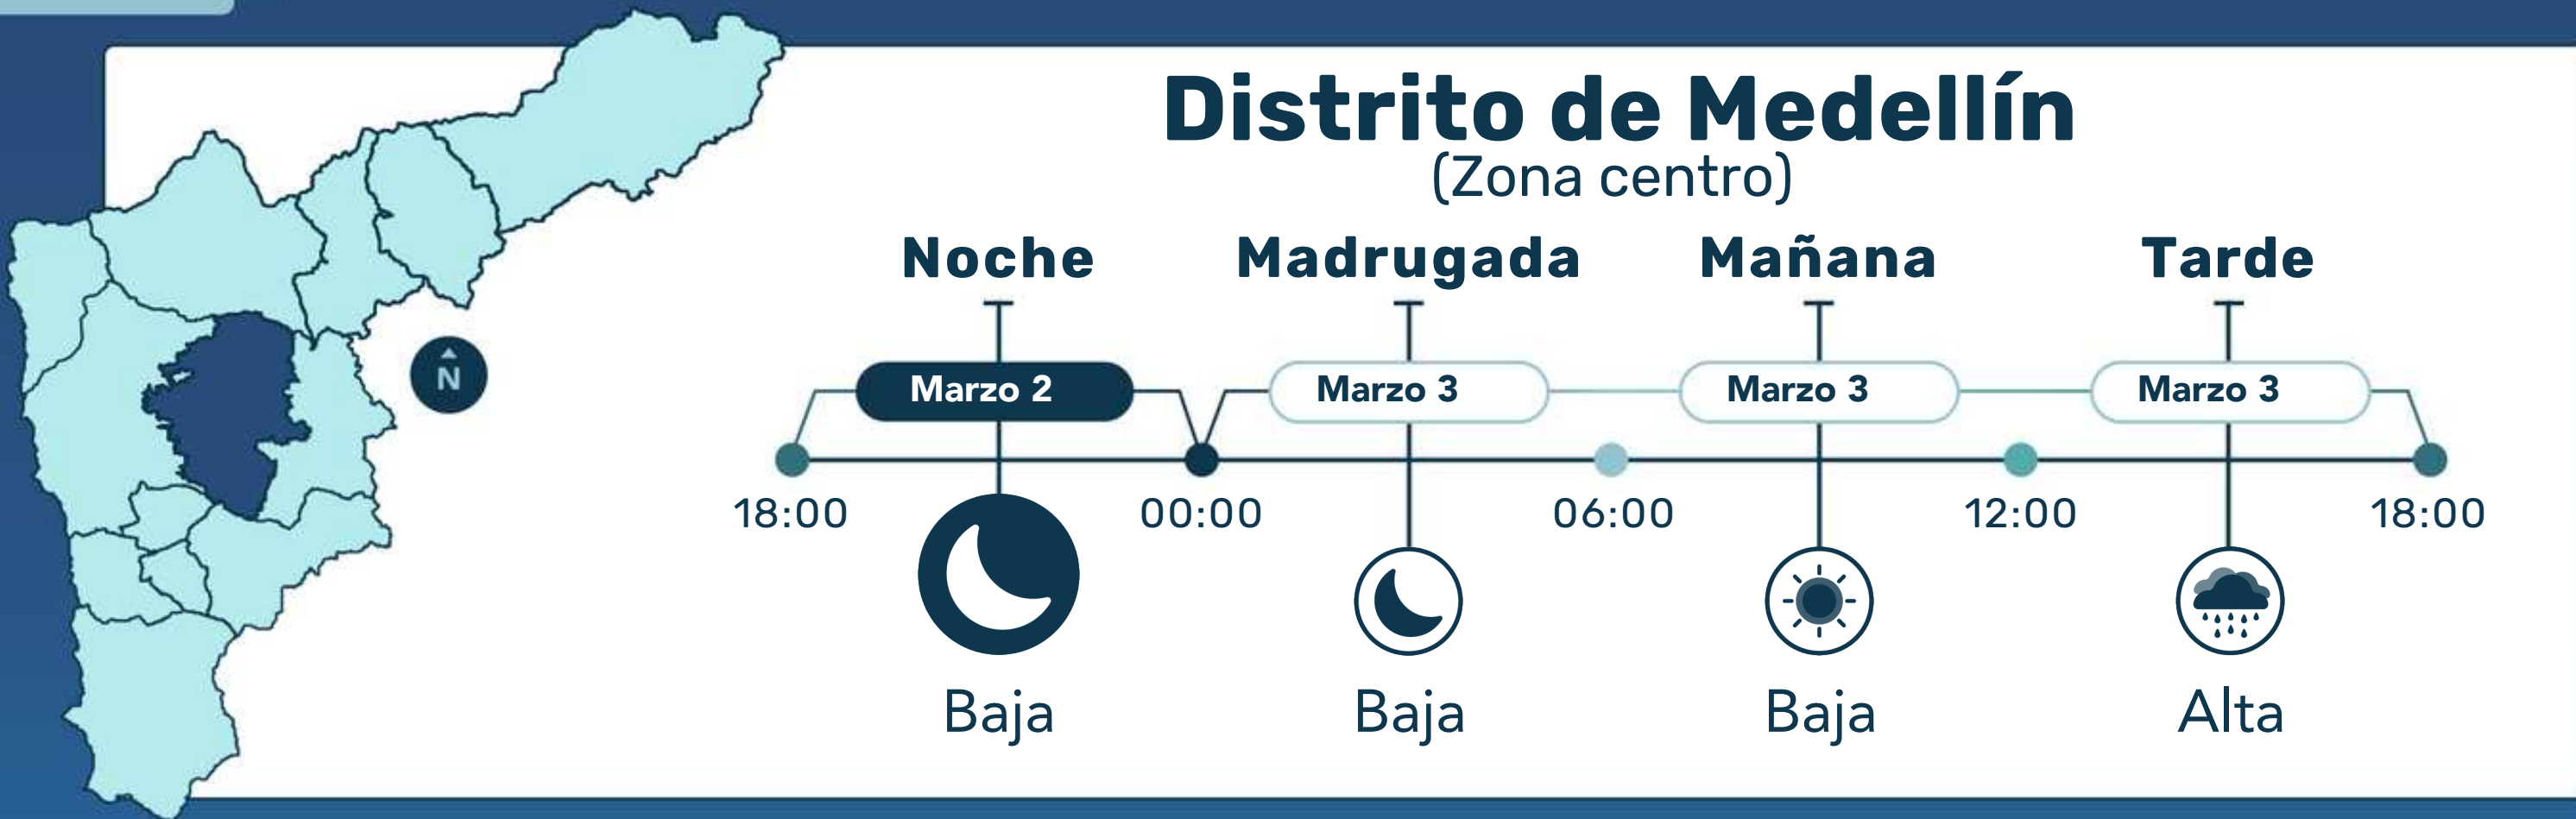 Distrito de Medellín
(Zona centro)
Noche Madrugada Mañana Tarde
N
Marzo 2 Marzo 3 Marzo 3 Marzo 3
18:00 00:00 06:00 12:00 18:00
Baja Baja Baja Alta